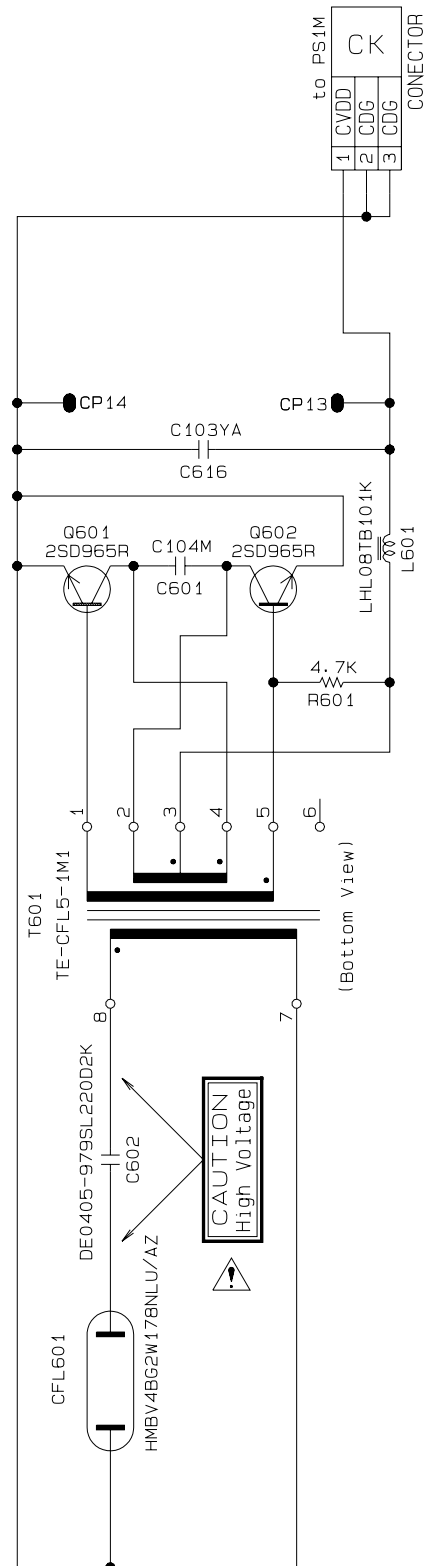 to PS1M
CK
CONECTOR
CVDD
CDG
CDG
1
2
3
CP14
CP13
C103YA
C616
Q601
2SD965R
C104M
C601
Q602
2SD965R
LHL08TB101K
L601
4.7K
R601
1
2
3
4
5
6
T601
TE-CFL5-1M1
(Bottom View)
8
7
DE0405-979SL220D2K
C602
CAUTION
High Voltage
!
CFL601
HMBV4BG2W178NLU/AZ